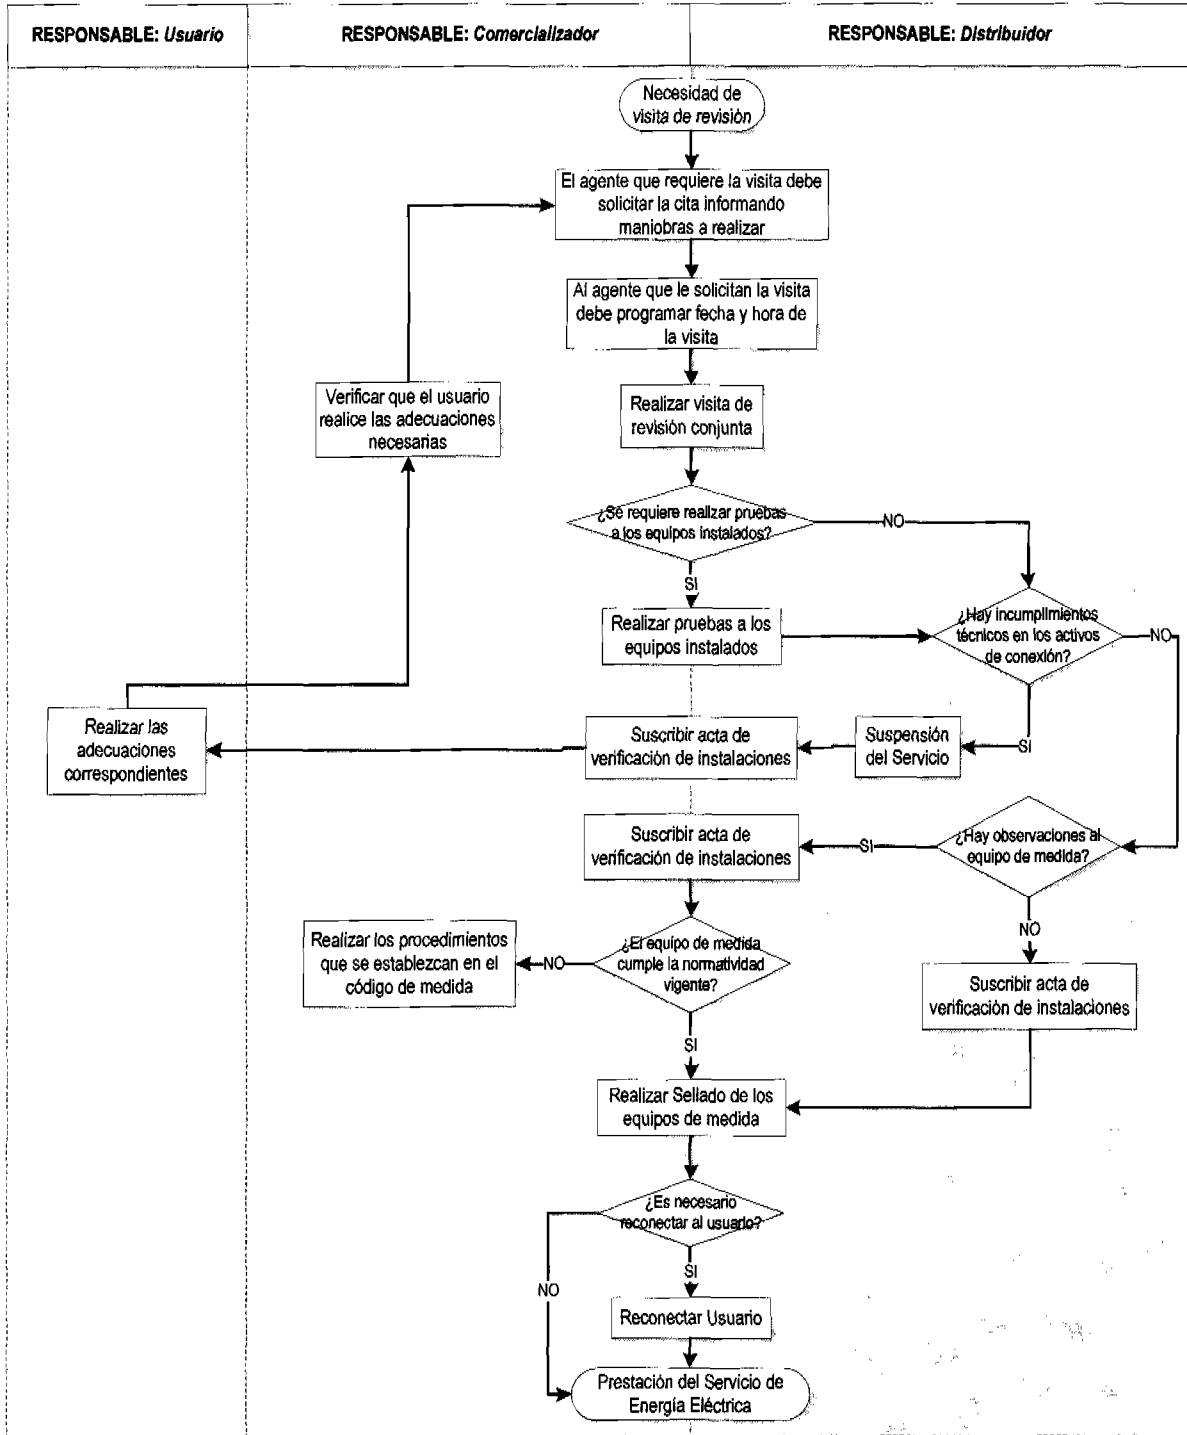 RESPONSABLE: Usuario
RESPONSABLE: Comercializador
RESPONSABLE: Distribuidor
Necesidad de
visita de revisión
El agente que requiere la visita debe
solicitar la cita informando
maniobras a realizar
Al agente que le solicitan la visita
debe programar fecha y hora de
la visita
Verificar que el usuario
realice las adecuaciones
necesarias
Realizar visita de
revisión conjunta
¿Se requiere realizar pruebas
a los equipos instalados?
NO
SI
Realizar pruebas a los
equipos instalados
¿Hay incumplimientos
técnicos en los activos
de conexión?
NO
SI
Realizar las
adecuaciones
correspondientes
Suscribir acta de
verificación de instalaciones
Suspensión
del Servicio
Suscribir acta de
verificación de instalaciones
SI
¿Hay observaciones al
equipo de medida?
NO
Realizar los procedimientos
que se establezcan en el
código de medida
NO
¿El equipo de medida
cumple la normatividad
vigente?
Suscribir acta de
verificación de instalaciones
SI
Realizar Sellado de los
equipos de medida
¿Es necesario
reconectar al usuario?
SI
NO
Reconectar Usuario
Prestación del Servicio de
Energía Eléctrica